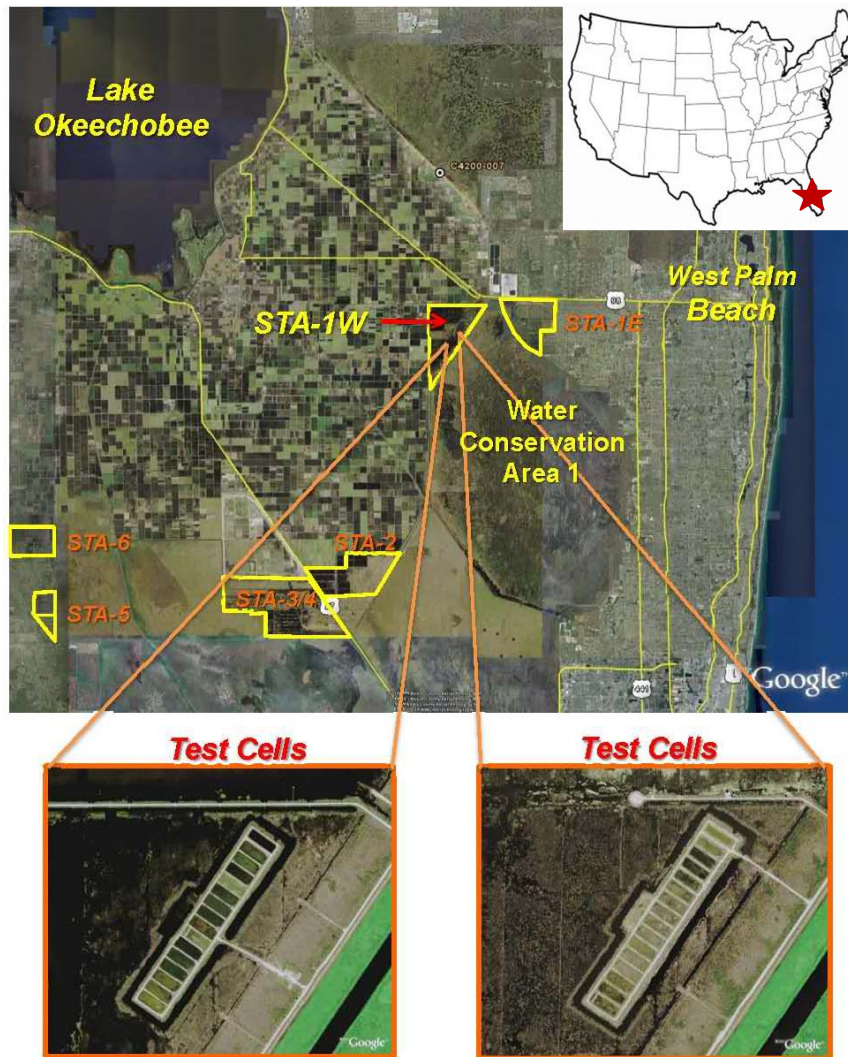 Lake
Okeechobee
C4200-007
West Palm
Beach
98
STA-1W
STA-1E
Water
Conservation
Area 1
STA-6
STA-2
STA-3/4
STA-5
441
1
Google
Test Cells
Test Cells
Google
Google